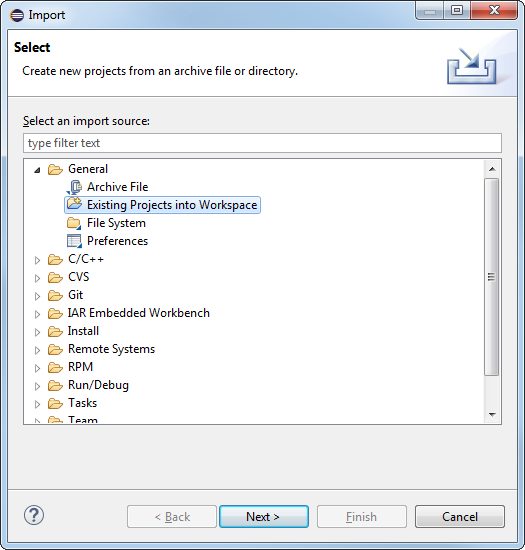 Import
Select
Create new projects from an archive file or directory.
Select an import source:
type filter text
General
Archive File
Existing Projects into Workspace
File System
Preferences
C/C++
CVS
Git
IAR Embedded Workbench
Install
Remote Systems
RPM
Run/Debug
Tasks
Team
< Back
Next >
Finish
Cancel